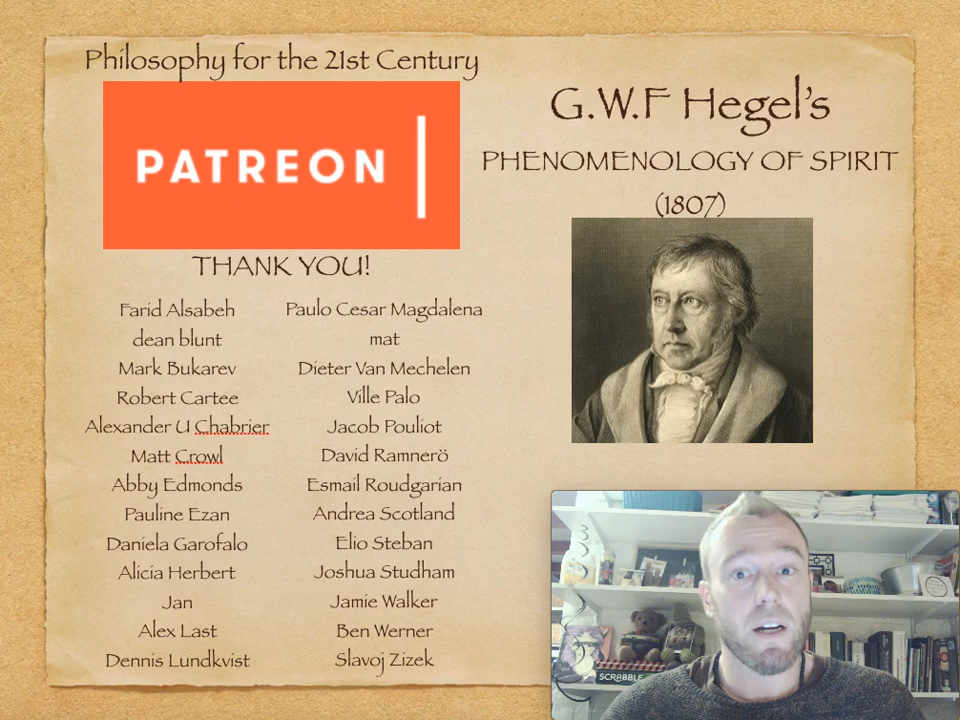 Philosophy for the 21st Century
PATREON
THANK YOU!
Farid Alsabeh
dean blunt
Mark Bukarev
Robert Cartee
Alexander U Chabrier
Matt Crowl
Abby Edmonds
Pauline Ezan
Daniela Garofalo
Alicia Herbert
Jan
Alex Last
Dennis Lundkvist
Paulo Cesar Magdalena
mat
Dieter Van Mechelen
Ville Palo
Jacob Pouliot
David Ramnerö
Esmail Roudgarian
Andrea Scotland
Elio Steban
Joshua Studham
Jamie Walker
Ben Werner
Slavoj Zizek
G.W.F Hegel's
PHENOMENOLOGY OF SPIRIT
(1807)
SCRABBLE